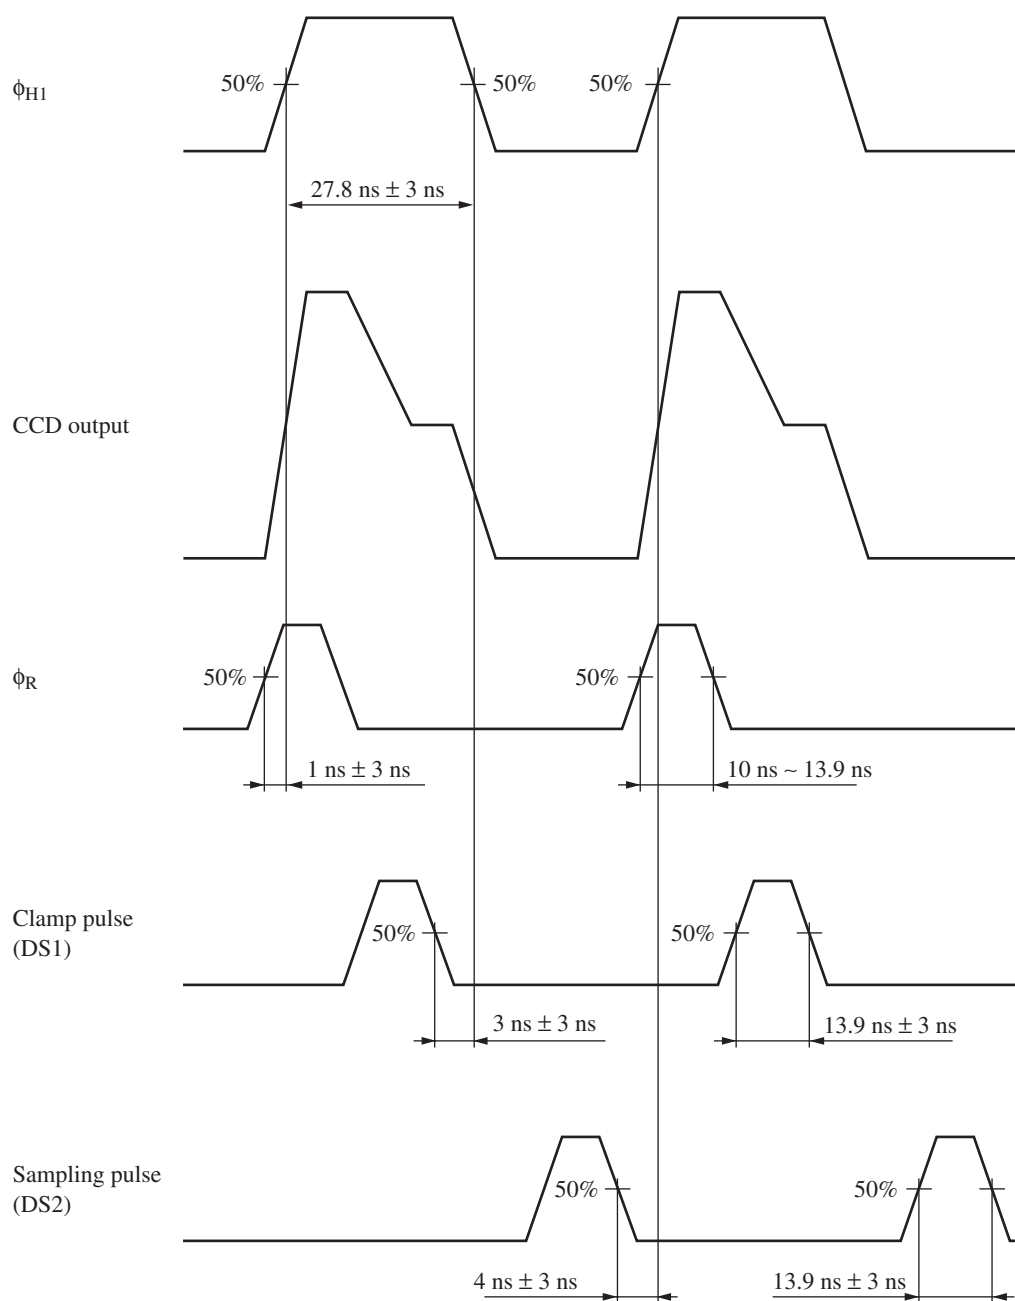 50%
50%
50%
ϕH1
27.8 ns ± 3 ns
CCD output
50%
50%
ϕR
1 ns ± 3 ns
10 ns ~ 13.9 ns
Clamp pulse
(DS1)
50%
50%
3 ns ± 3 ns
13.9 ns ± 3 ns
Sampling pulse
(DS2)
50%
50%
4 ns ± 3 ns
13.9 ns ± 3 ns